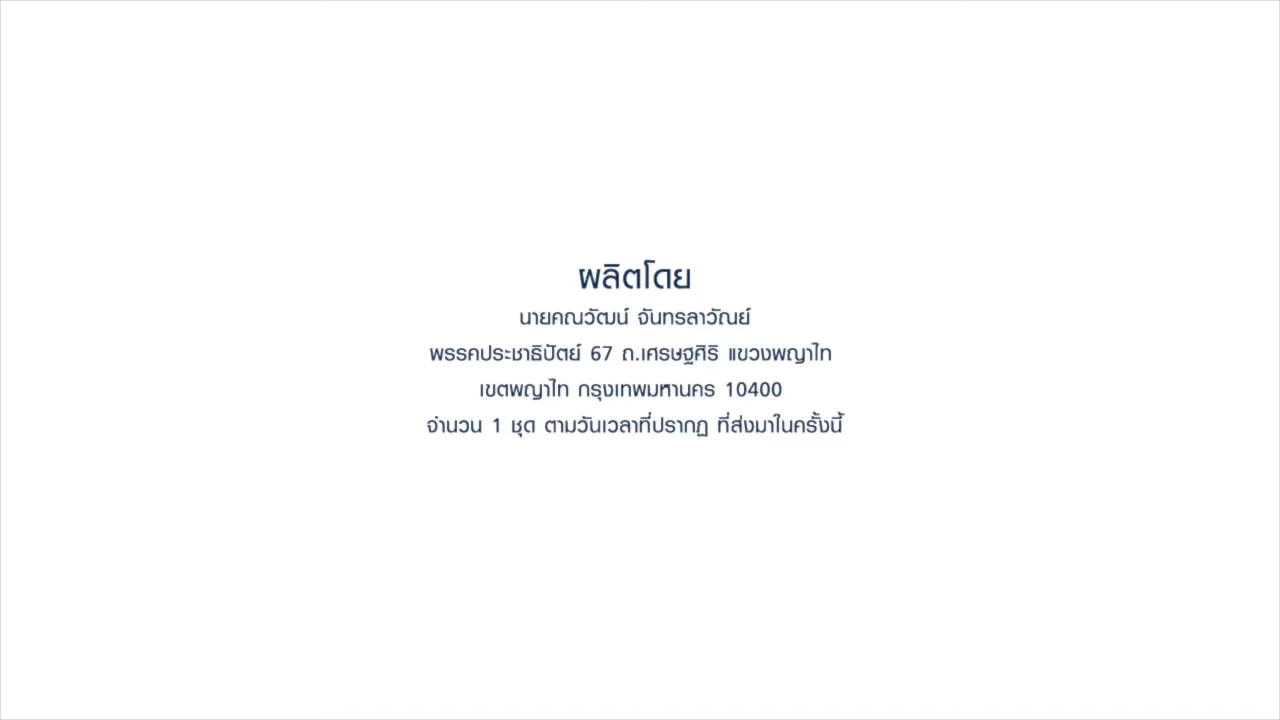 ผลิตโดย
นายคณวัฒน์ จันทรลาวัณย์
พรรคประชาธิปัตย์ 67 ถ.เศรษฐศิริ แขวงพญาไท
เขตพญาไท กรุงเทพมหานคร 10400
จำนวน 1 ชุด ตามวันเวลาที่ปรากฏ ที่ส่งมาในครั้งนี้